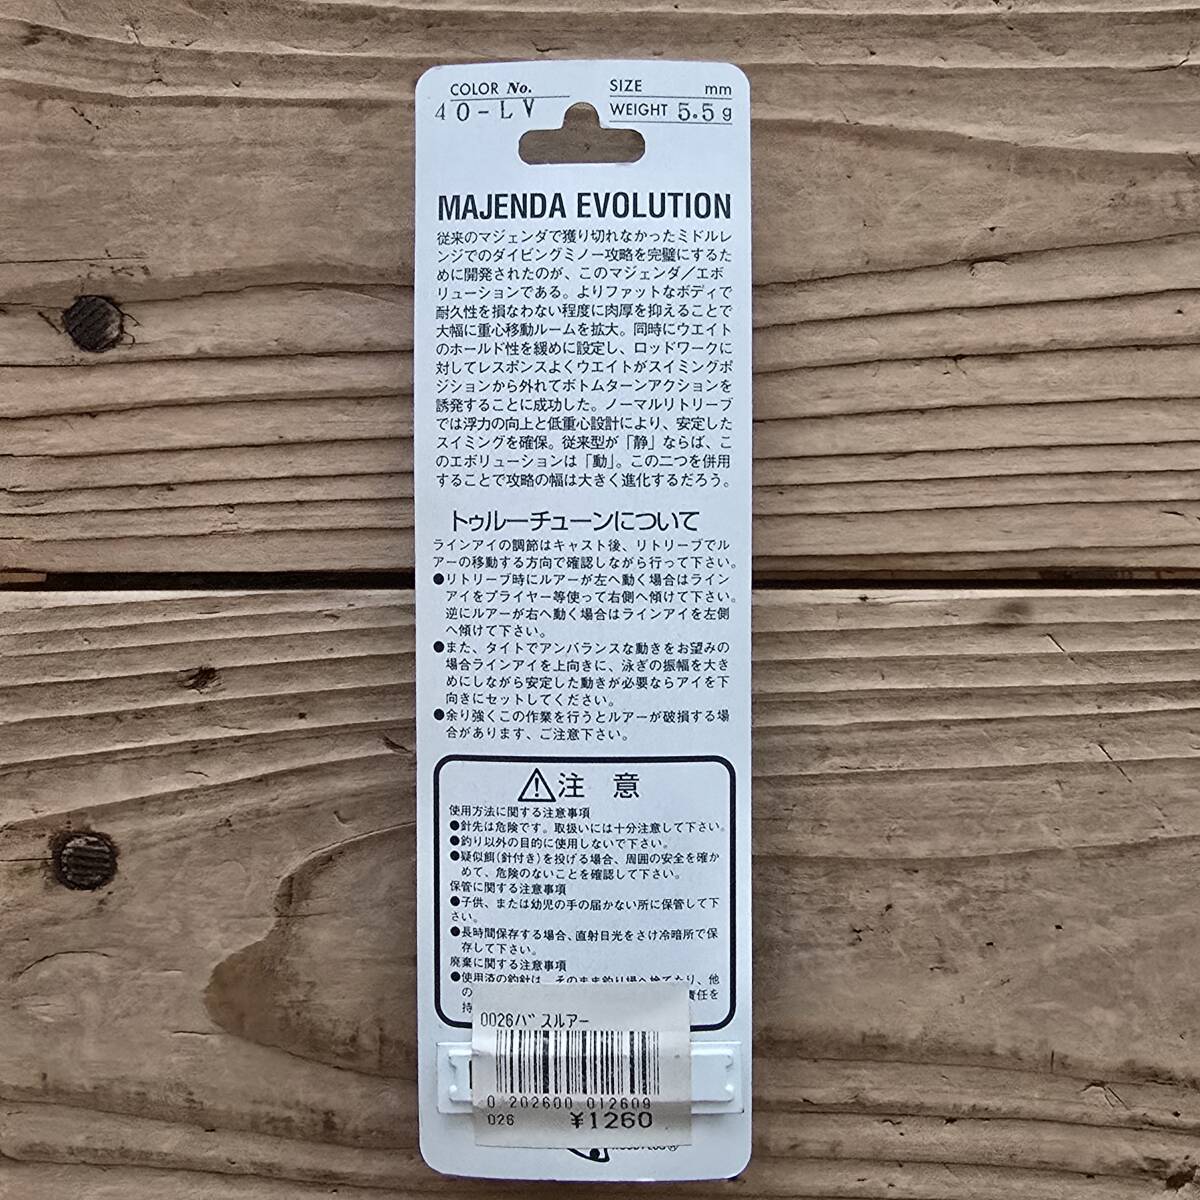 COLOR No. SIZE mm
40-LV WEIGHT 5.5g
MAJENDA EVOLUTION
従来のマジェンダで獲り切れなかったミドルレ
ンジでのダイビングミノー攻略を完璧にするた
めに開発されたのが、このマジェンダ／エボ
リューションである。よりファットなボディで
耐久性を損なわない程度に肉厚を抑えることで
大幅に重心移動ルームを拡大。同時にウエイト
のホールド性を緩めに設定し、ロッドワークに
対してレスポンスよくウエイトがスイミングポ
ジションから外れてボトムターンアクションを
誘発することに成功した。ノーマルリトリーブ
では浮力の向上と低重心設計により、安定した
スイミングを確保。従来型が「静」ならば、こ
のエボリューションは「動」。この二つを併用
することで攻略の幅は大きく進化するだろう。
トゥルーチューンについて
ラインアイの調節はキャスト後、リトリーブでル
アーの移動する方向で確認しながら行って下さい。
●リトリーブ時にルアーが左へ動く場合はライン
アイをプライヤー等使って右側へ傾けて下さい。
逆にルアーが右へ動く場合はラインアイを左側
へ傾けて下さい。
●また、タイトでアンバランスな動きをお望みの
場合ラインアイを上向きに、泳ぎの振幅を大き
めにしながら安定した動きが必要ならアイを下
向きにセットしてください。
●余り強くこの作業を行うとルアーが破損する場
合があります、ご注意下さい。
⚠注 意
使用方法に関する注意事項
●針先は危険です。取扱いには十分注意して下さい。
●釣り以外の目的に使用しないで下さい。
●疑似餌(針付き)を投げる場合、周囲の安全を確か
めて、危険のないことを確認して下さい。
保管に関する注意事項
●子供、または幼児の手の届かない所に保管して下
さい。
●長時間保存する場合、直射日光をさけ冷暗所で保
存して下さい。
廃棄に関する注意事項
●使用済の釣針は、そのまま釣り場へ捨てたり、他
の 責任を
持
0026バスルアー
0 202600 012609
026 ¥1260